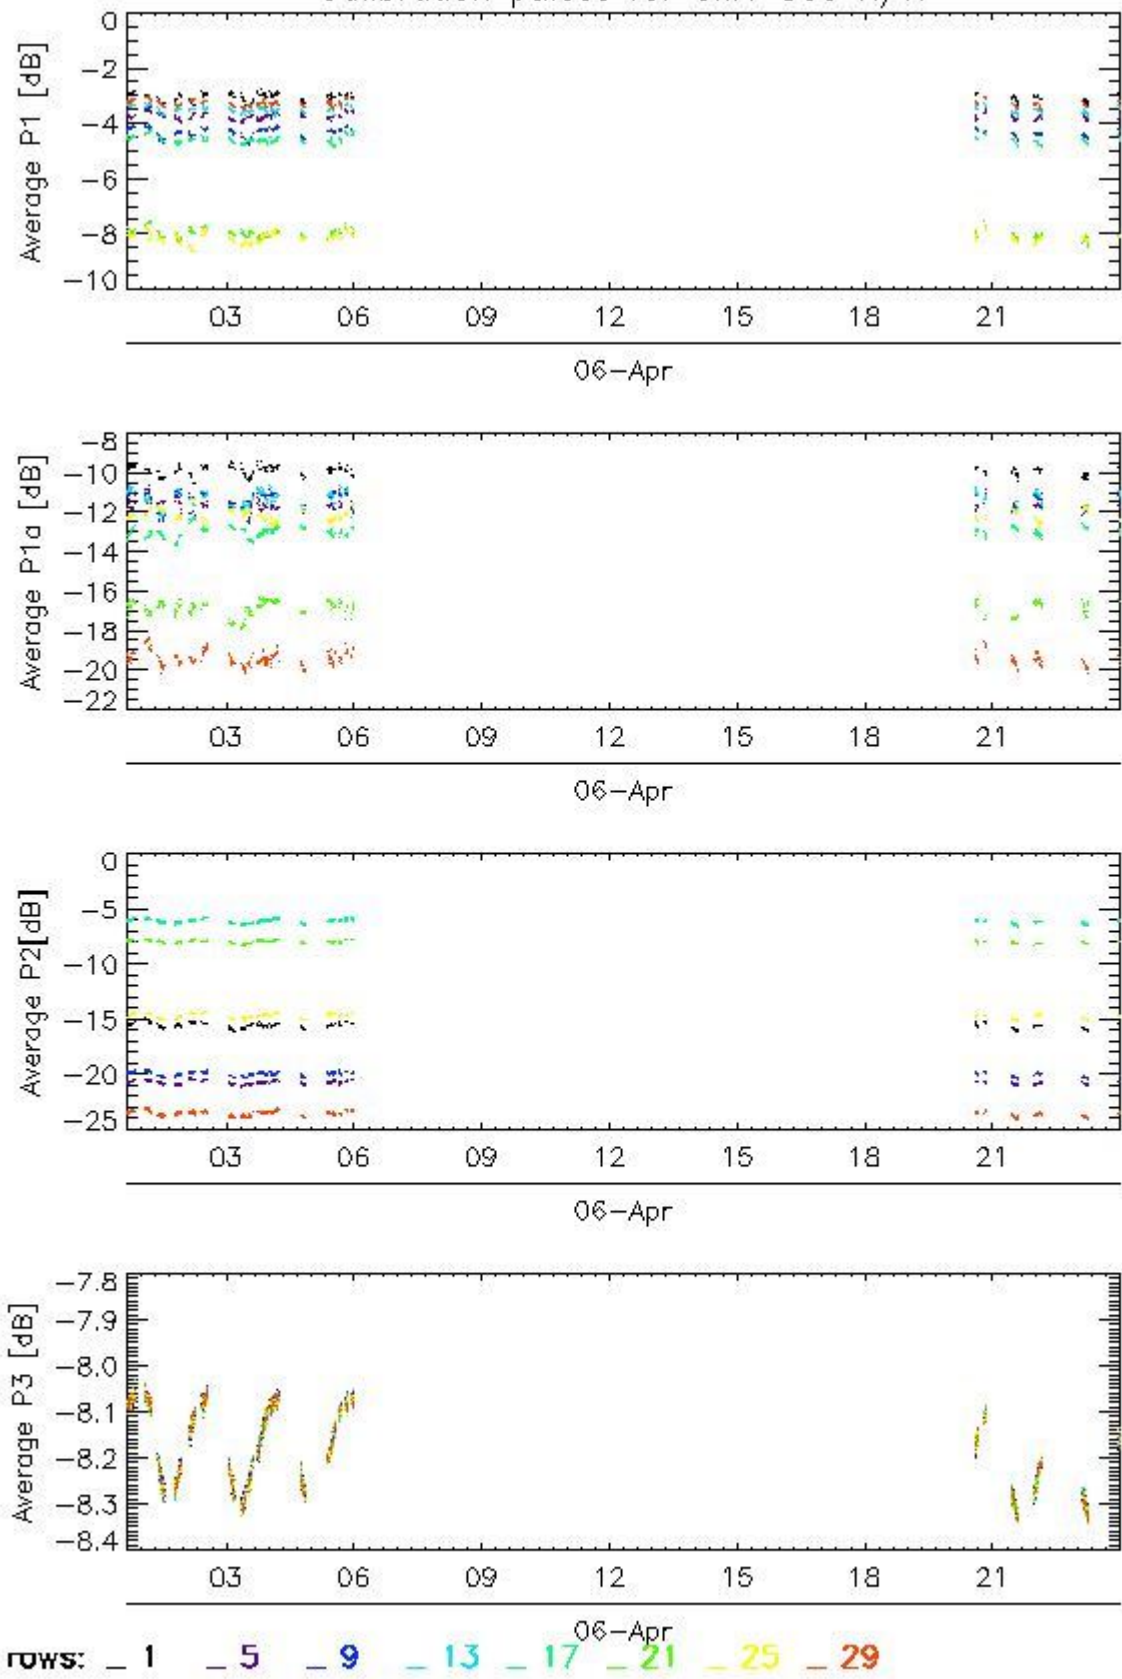 0
−2
−4
−6
−8
−10
Average P1 [dB]
03 06 09 12 15 18 21
06−Apr
−8
−10
−12
−14
−16
−18
−20
−22
Average P1a [dB]
03 06 09 12 15 18 21
06−Apr
0
−5
−10
−15
−20
−25
Average P2[dB]
03 06 09 12 15 18 21
06−Apr
−7.8
−7.9
−8.0
−8.1
−8.2
−8.3
−8.4
Average P3 [dB]
03 06 09 12 15 18 21
06−Apr
rows: _ 1 _ 5 _ 9 _ 13 _ 17 _ 21 _ 25 _ 29